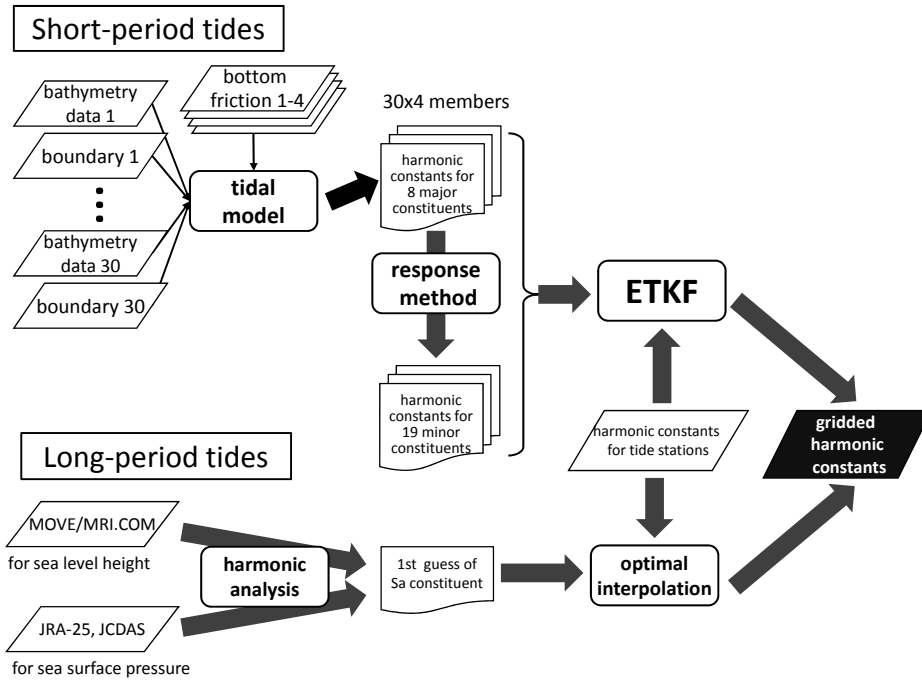 Short-period tides
bathymetry
data 1
boundary 1
bathymetry
data 30
boundary 30
bottom
friction 1-4
tidal
model
30x4 members
harmonic
constants for
8 major
constituents
response
method
harmonic
constants for
19 minor
constituents
ETKF
harmonic constants
for tide stations
gridded
harmonic
constants
Long-period tides
MOVE/MRI.COM
for sea level height
JRA-25, JCDAS
for sea surface pressure
harmonic
analysis
1st guess of
Sa constituent
optimal
interpolation